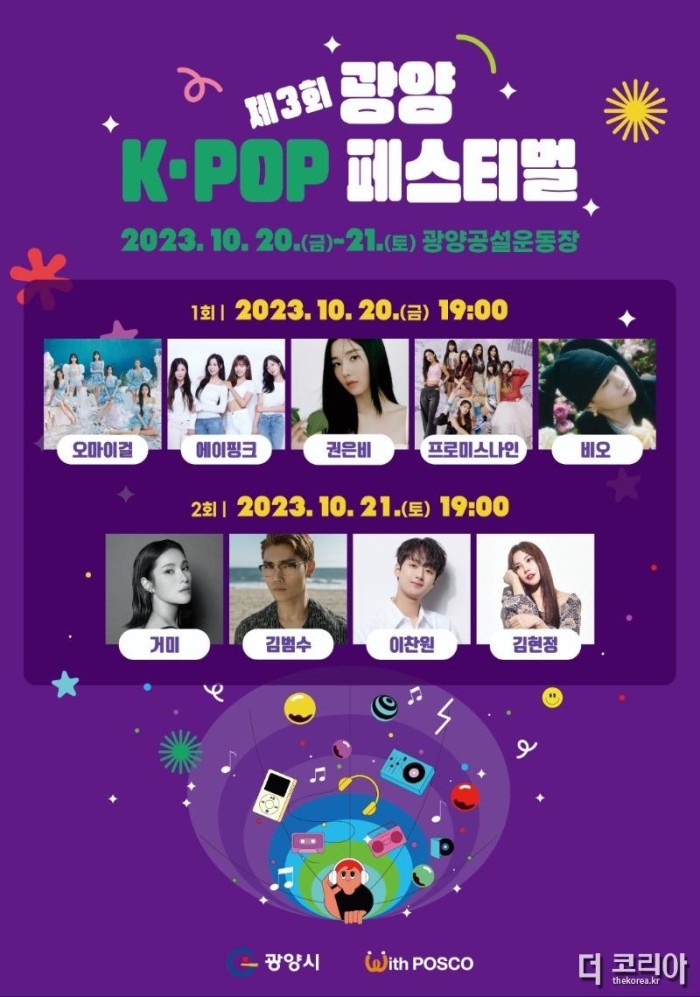 제3회 광양
K·POP 페스티벌
2023. 10. 20.(금)-21.(토) 광양공설운동장
1회 | 2023. 10. 20.(금) 19:00
오마이걸 에이핑크 권은비 프로미스나인 비오
2회 | 2023. 10. 21.(토) 19:00
거미 김범수 이찬원 김현정
광양시 With POSCO
더 코리아
thekorea.kr